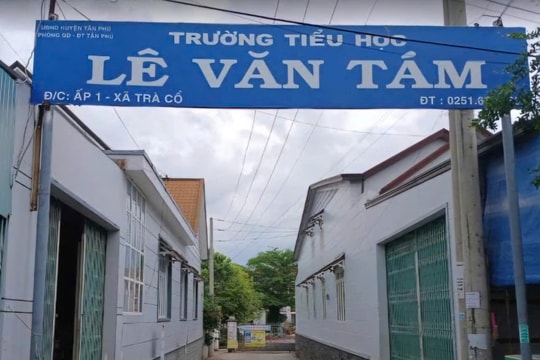 UBND HUYỆN TÂN PHÚ
PHÒNG GD - ĐT TÂN PHÚ
TRƯỜNG TIỂU HỌC
LÊ VĂN TÁM
Đ/C: ẤP 1 - XÃ TRÀ CỔ
ĐT : 0251.6